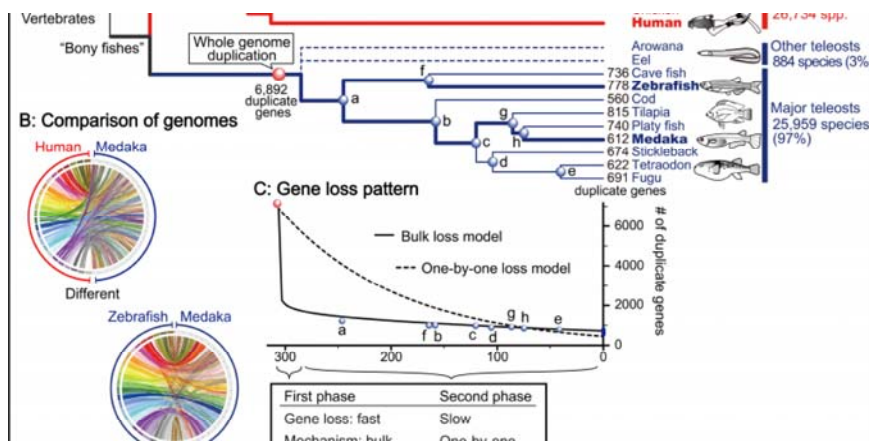 Vertebrates
Human
26,734 spp.
"Bony fishes"
Whole genome
duplication
6,892
duplicate
genes
Arowana
Eel
Other teleosts
884 species (3%
f
736 Cave fish
778 Zebrafish
a
560 Cod
b
g
815 Tilapia
740 Platy fish
h
612 Medaka
c
674 Stickleback
d
622 Tetraodon
e
691 Fugu
duplicate genes
Major teleosts
25,959 species
(97%)
B: Comparison of genomes
Human Medaka
Different
Zebrafish Medaka
C: Gene loss pattern
Bulk loss model
One-by-one loss model
6000
4000
2000
0
# of duplicate genes
a
f b
c d
g h
e
300 200 100 0
First phase Second phase
Gene loss: fast Slow
Mechanism: bulk One-by-one